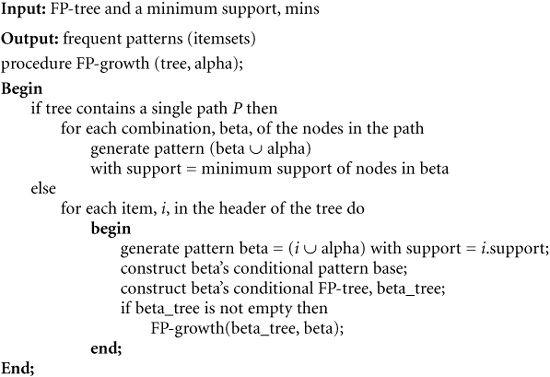 Input: FP-tree and a minimum support, mins
Output: frequent patterns (itemsets)
procedure FP-growth (tree, alpha);
Begin
if tree contains a single path P then
for each combination, beta, of the nodes in the path
generate pattern (beta ∪ alpha)
with support = minimum support of nodes in beta
else
for each item, i, in the header of the tree do
begin
generate pattern beta = (i ∪ alpha) with support = i.support;
construct beta's conditional pattern base;
construct beta's conditional FP-tree, beta_tree;
if beta_tree is not empty then
FP-growth(beta_tree, beta);
end;
End;